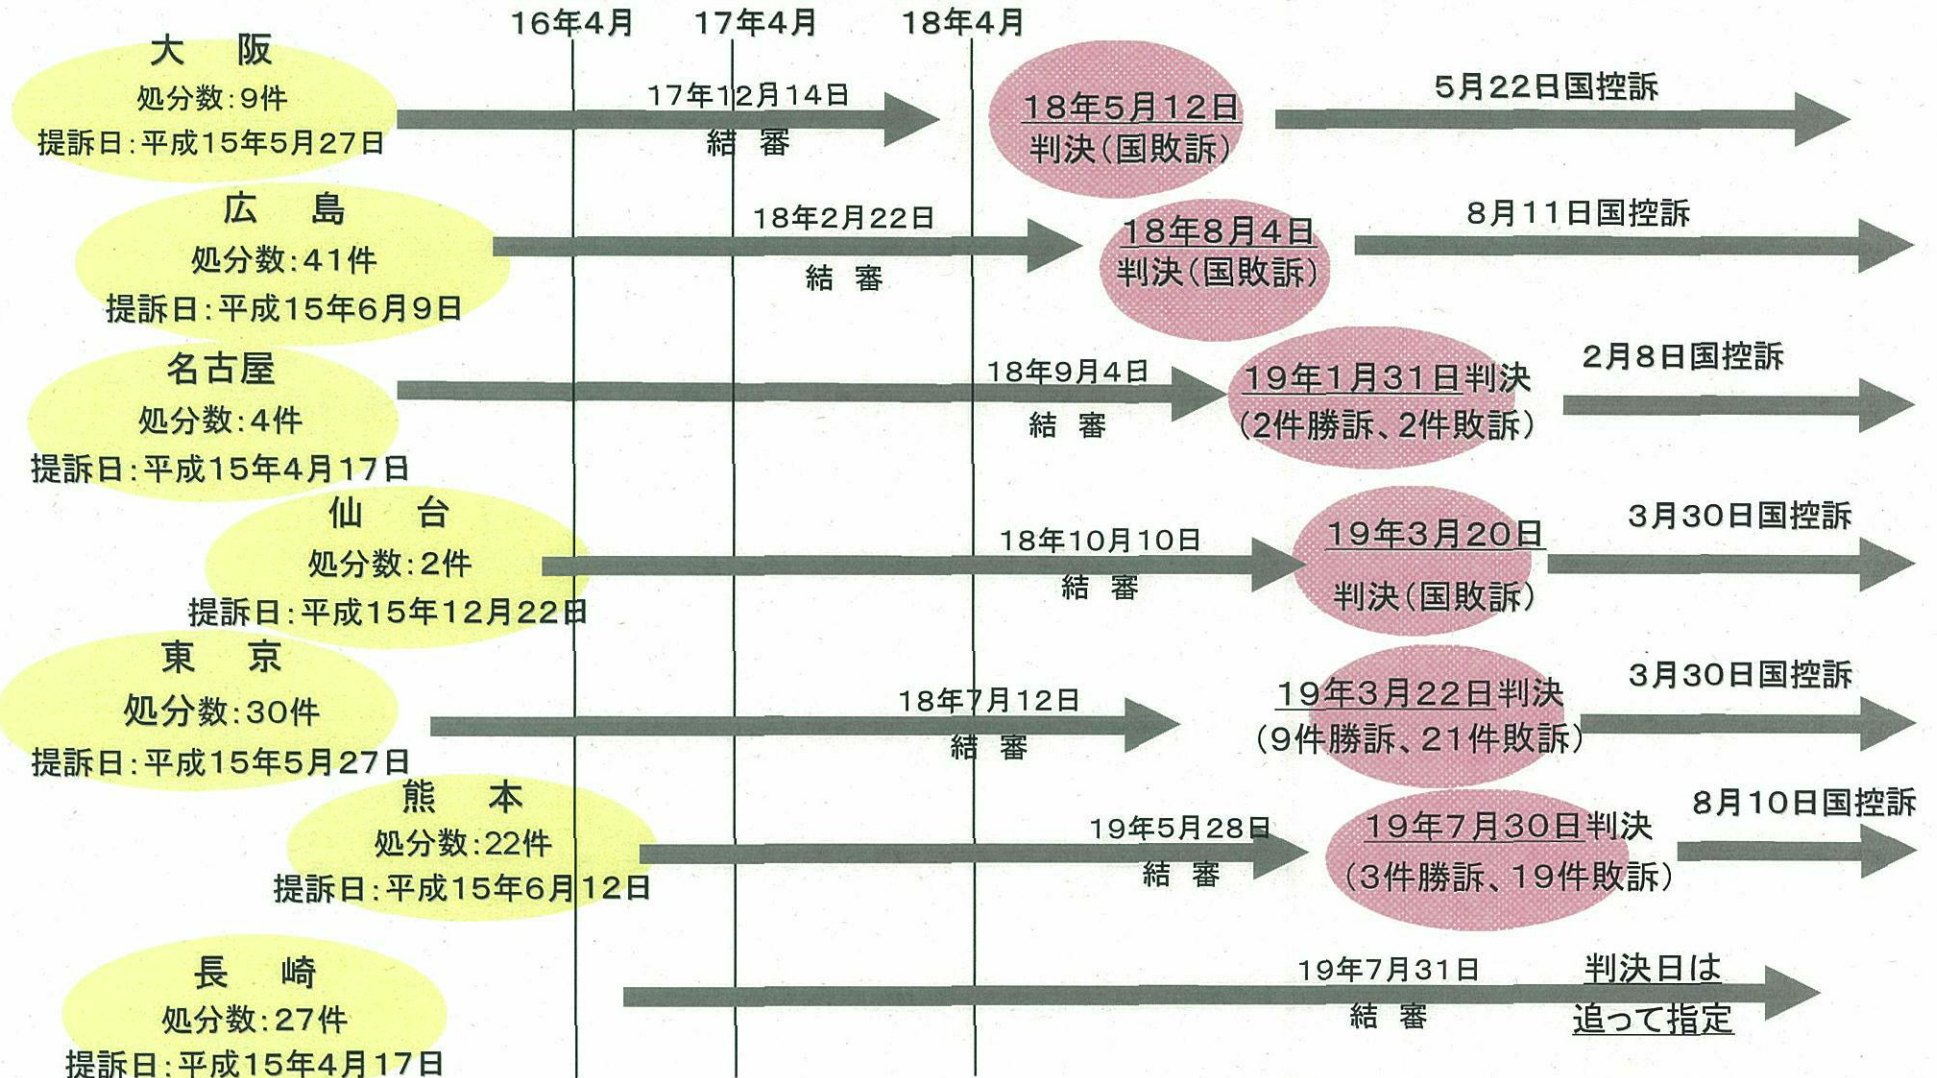 16年4月
17年4月
18年4月
大　阪
処分数:9件
提訴日:平成15年5月27日
17年12月14日
結　審
18年5月12日
判決(国敗訴)
5月22日国控訴
広　島
処分数:41件
提訴日:平成15年6月9日
18年2月22日
結　審
18年8月4日
判決(国敗訴)
8月11日国控訴
名古屋
処分数:4件
提訴日:平成15年4月17日
18年9月4日
結　審
19年1月31日判決
(2件勝訴、2件敗訴)
2月8日国控訴
仙　台
処分数:2件
提訴日:平成15年12月22日
18年10月10日
結　審
19年3月20日
判決(国敗訴)
3月30日国控訴
東　京
処分数:30件
提訴日:平成15年5月27日
18年7月12日
結　審
19年3月22日判決
(9件勝訴、21件敗訴)
3月30日国控訴
熊　本
処分数:22件
提訴日:平成15年6月12日
19年5月28日
結　審
19年7月30日判決
(3件勝訴、19件敗訴)
8月10日国控訴
長　崎
処分数:27件
提訴日:平成15年4月17日
19年7月31日
結　審
判決日は
追って指定